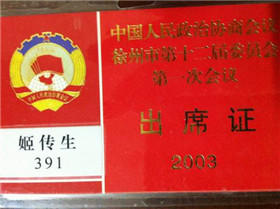 中国人民政治协商会议
徐州市第十二届委员会
第一次会议
出席证
2003
姬传生
391